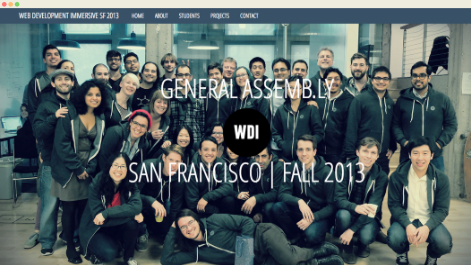 WEB DEVELOPMENT IMMERSIVE SF 2013 HOME ABOUT STUDENTS PROJECTS CONTACT
GENERAL ASSEMB.LY
WDI
SAN FRANCISCO | FALL 2013